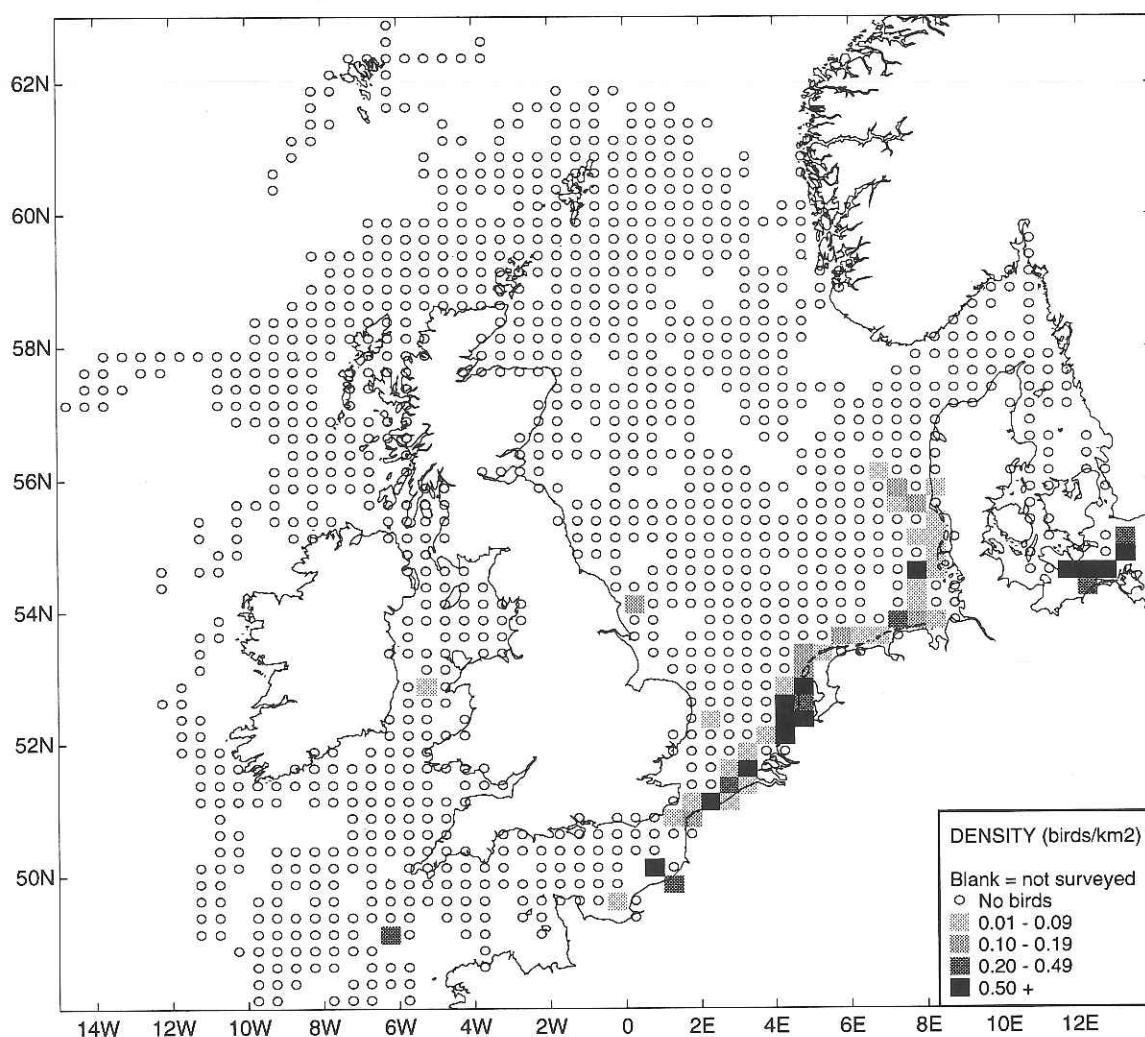 62N
60N
58N
56N
54N
52N
50N
14W 12W 10W 8W 6W 4W 2W 0 2E 4E 6E 8E 10E 12E
DENSITY (birds/km2)
Blank = not surveyed
No birds
0.01 - 0.09
0.10 - 0.19
0.20 - 0.49
0.50 +